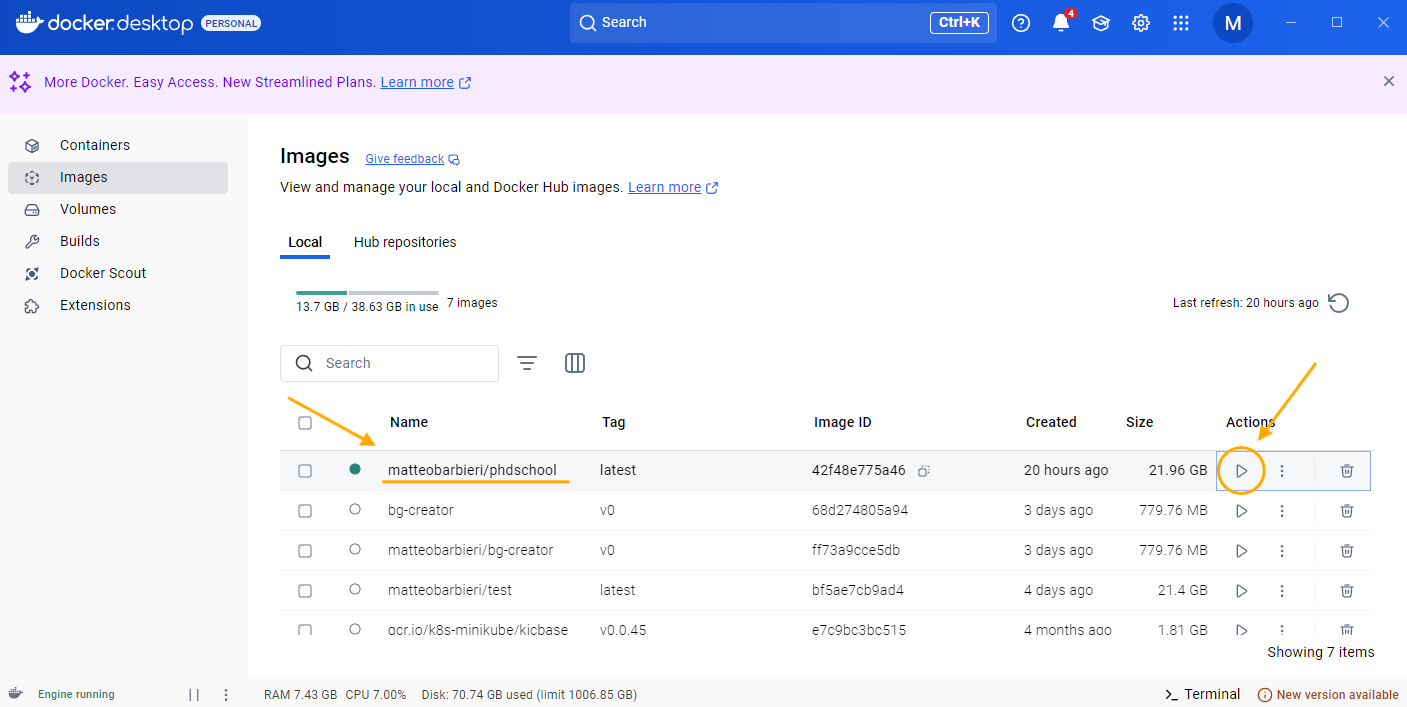 docker.desktop PERSONAL Search Ctrl+K 4 M
More Docker. Easy Access. New Streamlined Plans. Learn more
Containers
Images
Volumes
Builds
Docker Scout
Extensions
Images Give feedback
View and manage your local and Docker Hub images. Learn more
Local Hub repositories
13.7 GB / 38.63 GB in use 7 images Last refresh: 20 hours ago
Search
Name Tag Image ID Created Size Actions
matteobarbieri/phdschool latest 42f48e775a46 20 hours ago 21.96 GB
bg-creator v0 68d274805a94 3 days ago 779.76 MB
matteobarbieri/bg-creator v0 ff73a9cce5db 3 days ago 779.76 MB
matteobarbieri/test latest bf5ae7cb9ad4 4 days ago 21.4 GB
gcr.io/k8s-minikube/kicbase v0.0.45 e7c9bc3bc515 4 months ago 1.81 GB
Showing 7 items
Engine running RAM 7.43 GB CPU 7.00% Disk: 70.74 GB used (limit 1006.85 GB) >_ Terminal New version available